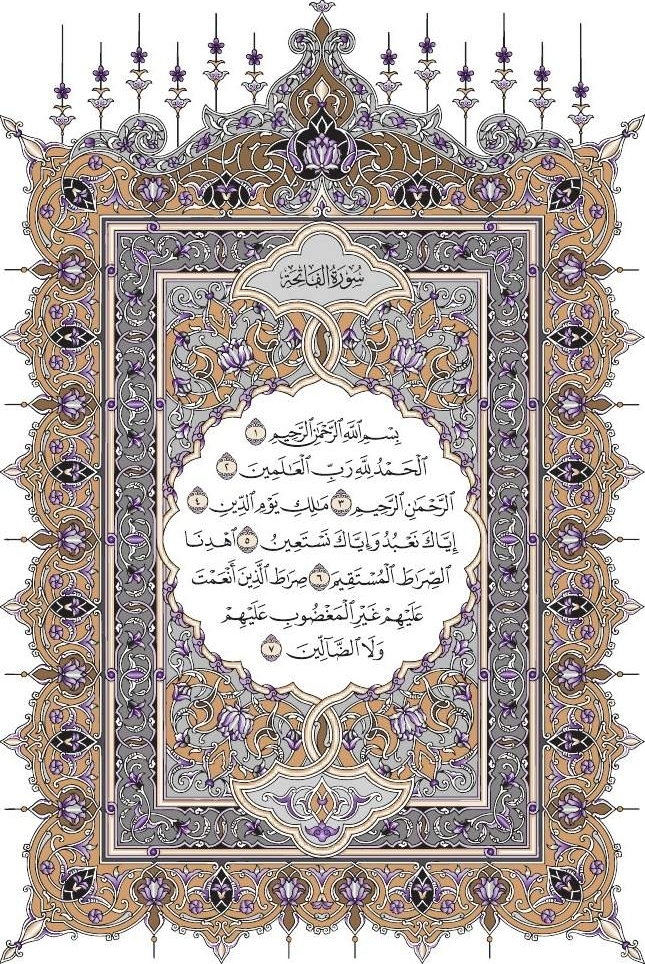 سُورَةُ الفَاتِحَةِ
بِسۡمِ ٱللَّهِ ٱلرَّحۡمَٰنِ ٱلرَّحِيمِ ١
ٱلۡحَمۡدُ لِلَّهِ رَبِّ ٱلۡعَٰلَمِينَ ٢
ٱلرَّحۡمَٰنِ ٱلرَّحِيمِ ٣ مَٰلِكِ يَوۡمِ ٱلدِّينِ ٤
إِيَّاكَ نَعۡبُدُ وَإِيَّاكَ نَسۡتَعِينُ ٥ ٱهۡدِنَا
ٱلصِّرَٰطَ ٱلۡمُسۡتَقِيمَ ٦ صِرَٰطَ ٱلَّذِينَ أَنۡعَمۡتَ
عَلَيۡهِمۡ غَيۡرِ ٱلۡمَغۡضُوبِ عَلَيۡهِمۡ
وَلَا ٱلضَّآلِّينَ ٧